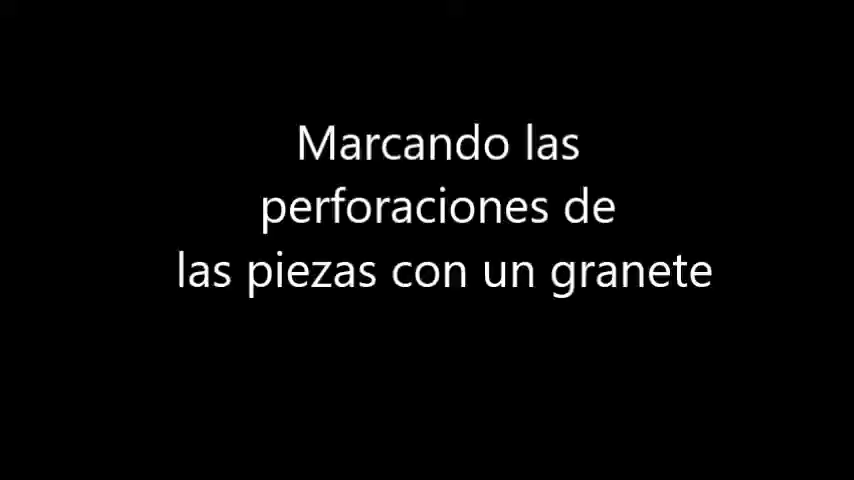 Marcando las
perforaciones de
las piezas con un granete